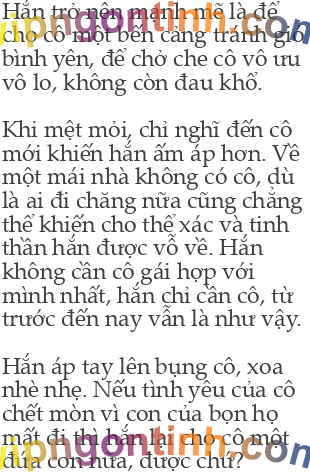 Hắn trở nên mạnh mẽ là để
cho cô một bến cảng tránh gió
bình yên, để chở che cô vô ưu
vô lo, không còn đau khổ.
Khi mệt mỏi, chỉ nghĩ đến cô
mới khiến hắn ấm áp hơn. Về
một mái nhà không có cô, dù
là ai đi chăng nữa cũng chẳng
thể khiến cho thể xác và tinh
thần hắn được vỗ về. Hắn
không cần cô gái hợp với
mình nhất, hắn chỉ cần cô, từ
trước đến nay vẫn là như vậy.
Hắn áp tay lên bụng cô, xoa
nhè nhẹ. Nếu tình yêu của cô
chết mòn vì con của bọn họ
mất đi thì hắn lại cho cô một
đứa con nữa, được chứ?
vipngontinh.com
vipngontinh.com